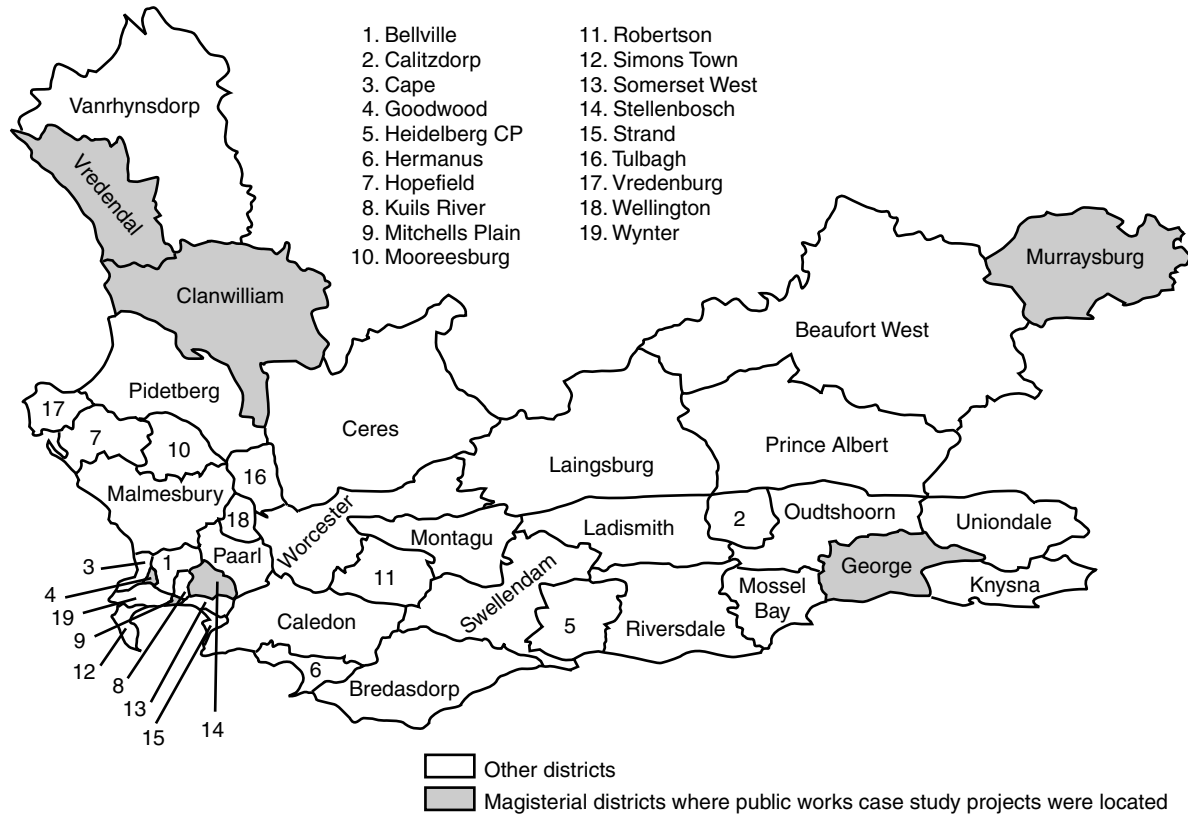 1. Bellville
2. Calitzdorp
3. Cape
4. Goodwood
5. Heidelberg CP
6. Hermanus
7. Hopefield
8. Kuils River
9. Mitchells Plain
10. Mooreesburg
11. Robertson
12. Simons Town
13. Somerset West
14. Stellenbosch
15. Strand
16. Tulbagh
17. Vredenburg
18. Wellington
19. Wynter
Vanrhynsdorp
Vredendal
Clanwilliam
Murraysburg
Beaufort West
Pidetberg
17
7
10
Ceres
Prince Albert
Laingsburg
16
Malmesbury
18
Worcester
Montagu
Ladismith
2
Oudtshoorn
Uniondale
3
1
Paarl
11
Swellendam
Mossel
Bay
George
Knysna
4
19
9
12
8
13
15
14
Caledon
5
Riversdale
6
Bredasdorp
Other districts
Magisterial districts where public works case study projects were located